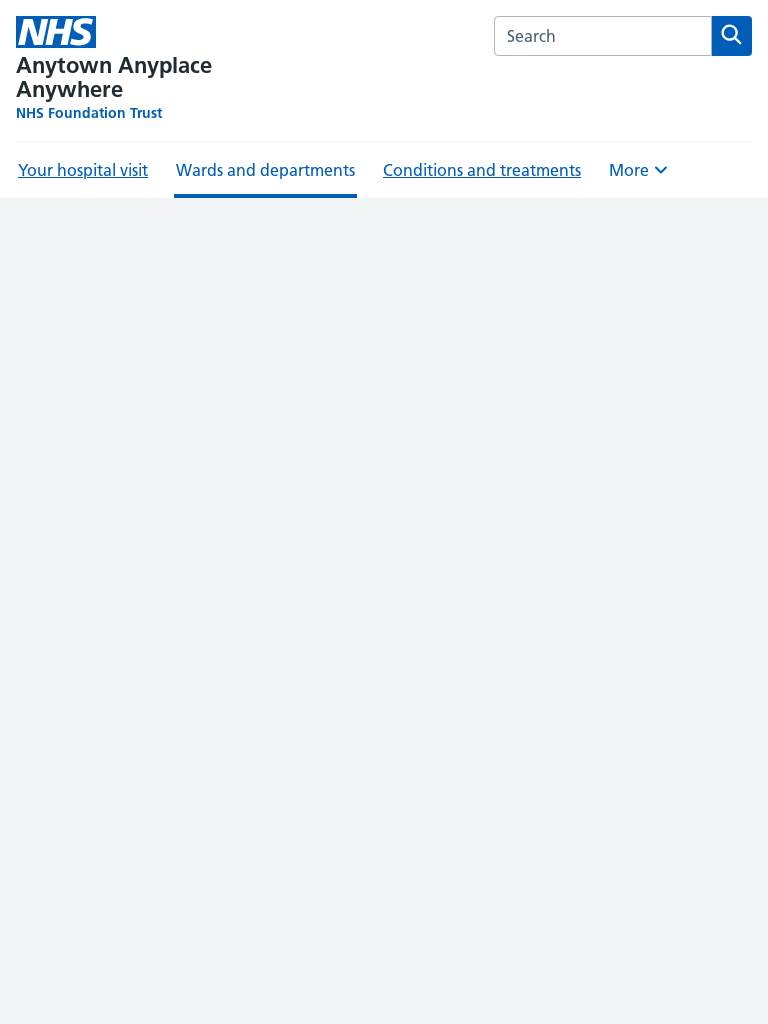 NHS
Search
Anytown Anyplace
Anywhere
NHS Foundation Trust
Your hospital visit Wards and departments Conditions and treatments More